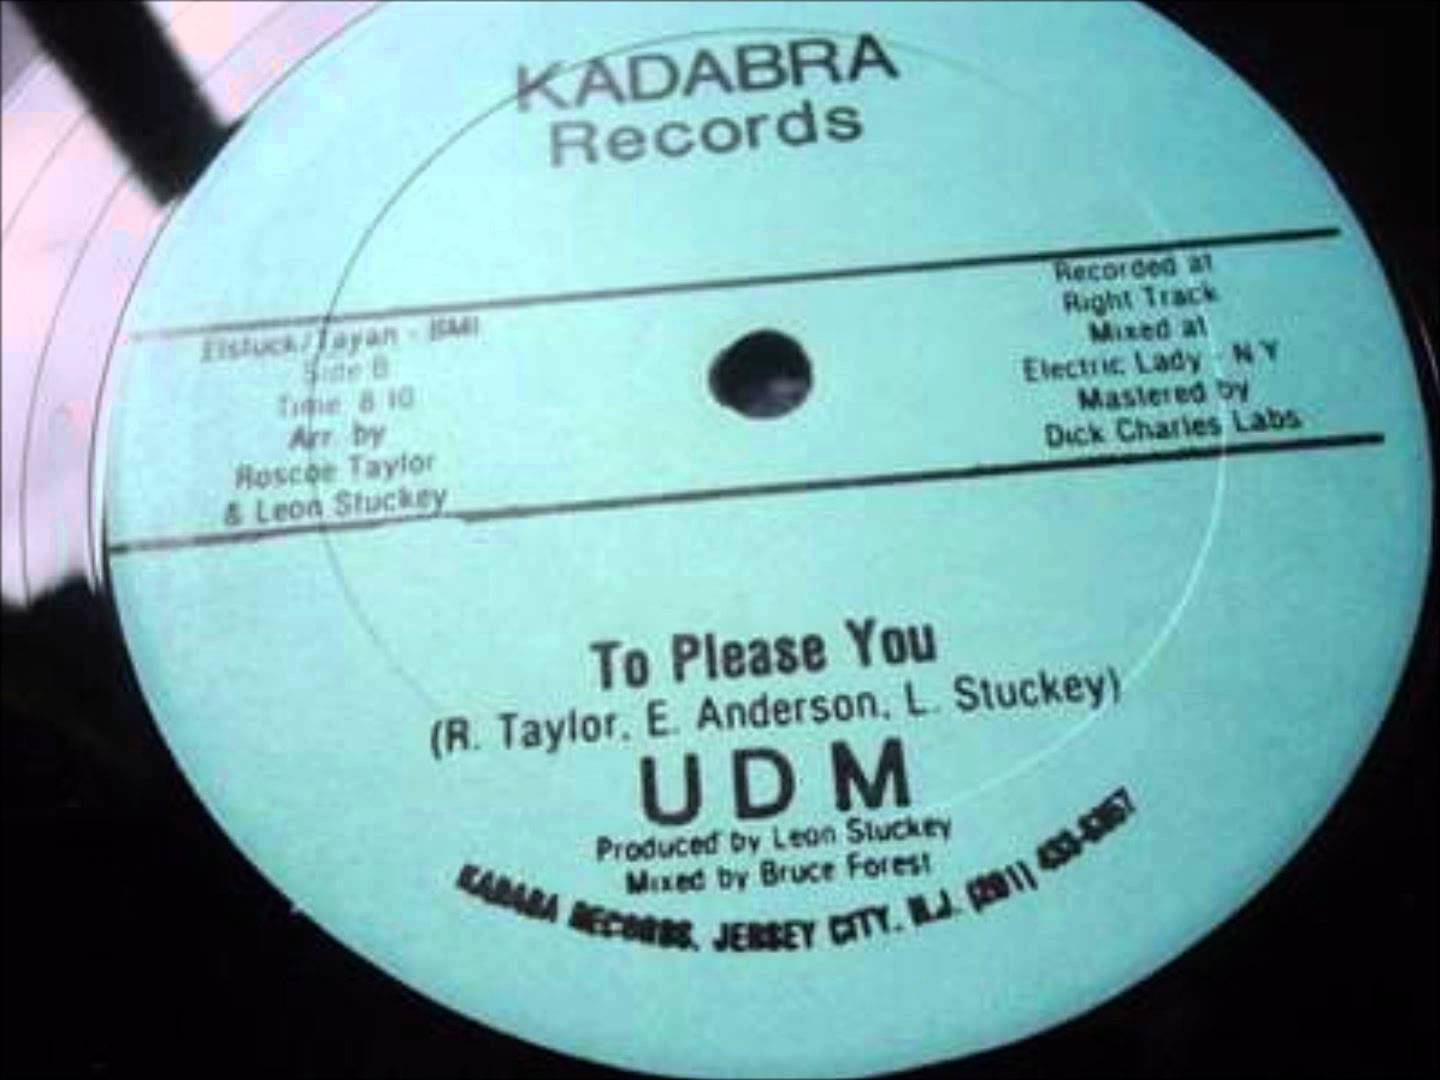 KADABRA
Records
Elstuck/Tayan - BMI
Side B
Time 8 10
Arr. by
Roscoe Taylor
& Leon Stuckey
Recorded at
Right Track
Mixed at
Electric Lady - N Y
Mastered by
Dick Charles Labs
To Please You
(R. Taylor, E. Anderson, L. Stuckey)
U D M
Produced by Leon Stuckey
Mixed by Bruce Forest
RECORDS, JERSEY CITY, N.J. (201)